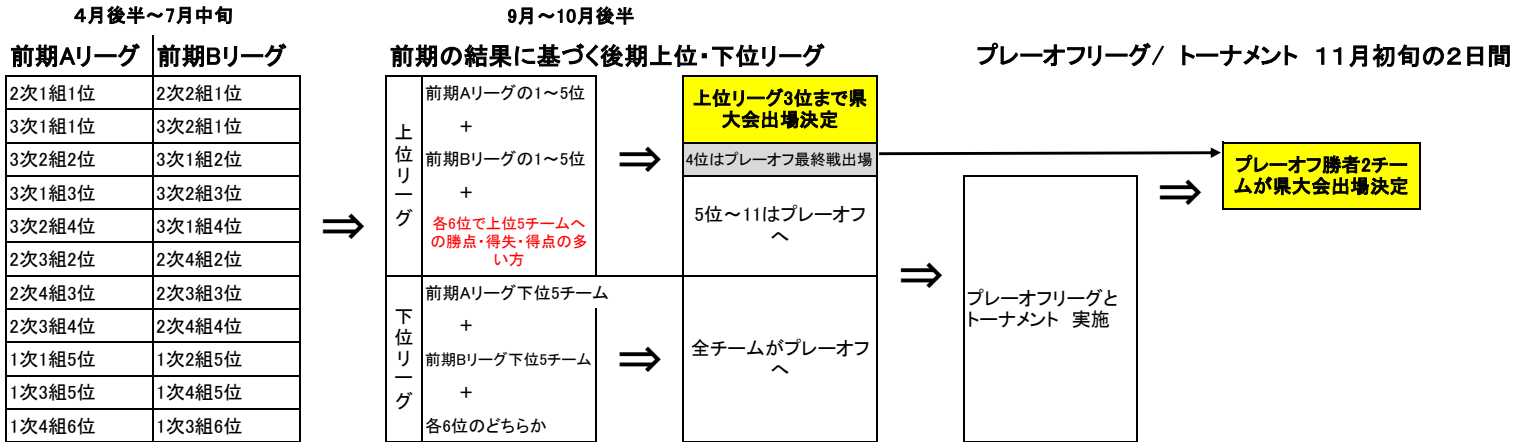 ４月後半～7月中旬
9月～10月後半
前期Aリーグ
前期Bリーグ
前期の結果に基づく後期上位・下位リーグ
プレーオフリーグ/ トーナメント １１月初旬の２日間
2次1組1位
2次2組1位
3次1組1位
3次2組1位
3次2組2位
3次1組2位
3次1組3位
3次2組3位
3次2組4位
3次1組4位
2次3組2位
2次4組2位
2次4組3位
2次3組3位
2次3組4位
2次4組4位
1次1組5位
1次2組5位
1次3組5位
1次4組5位
1次4組6位
1次3組6位
⇒
上位リーグ
前期Aリーグの1～5位
+
前期Bリーグの1～5位
+
各6位で上位5チームへ
の勝点・得失・得点の多
い方
⇒
上位リーグ3位まで県
大会出場決定
4位はプレーオフ最終戦出場
5位～11はプレーオフ
へ
下位リーグ
前期Aリーグ下位5チーム
+
前期Bリーグ下位5チーム
+
各6位のどちらか
⇒
全チームがプレーオフ
へ
⇒
プレーオフリーグと
トーナメント 実施
⇒
プレーオフ勝者2チー
ムが県大会出場決定